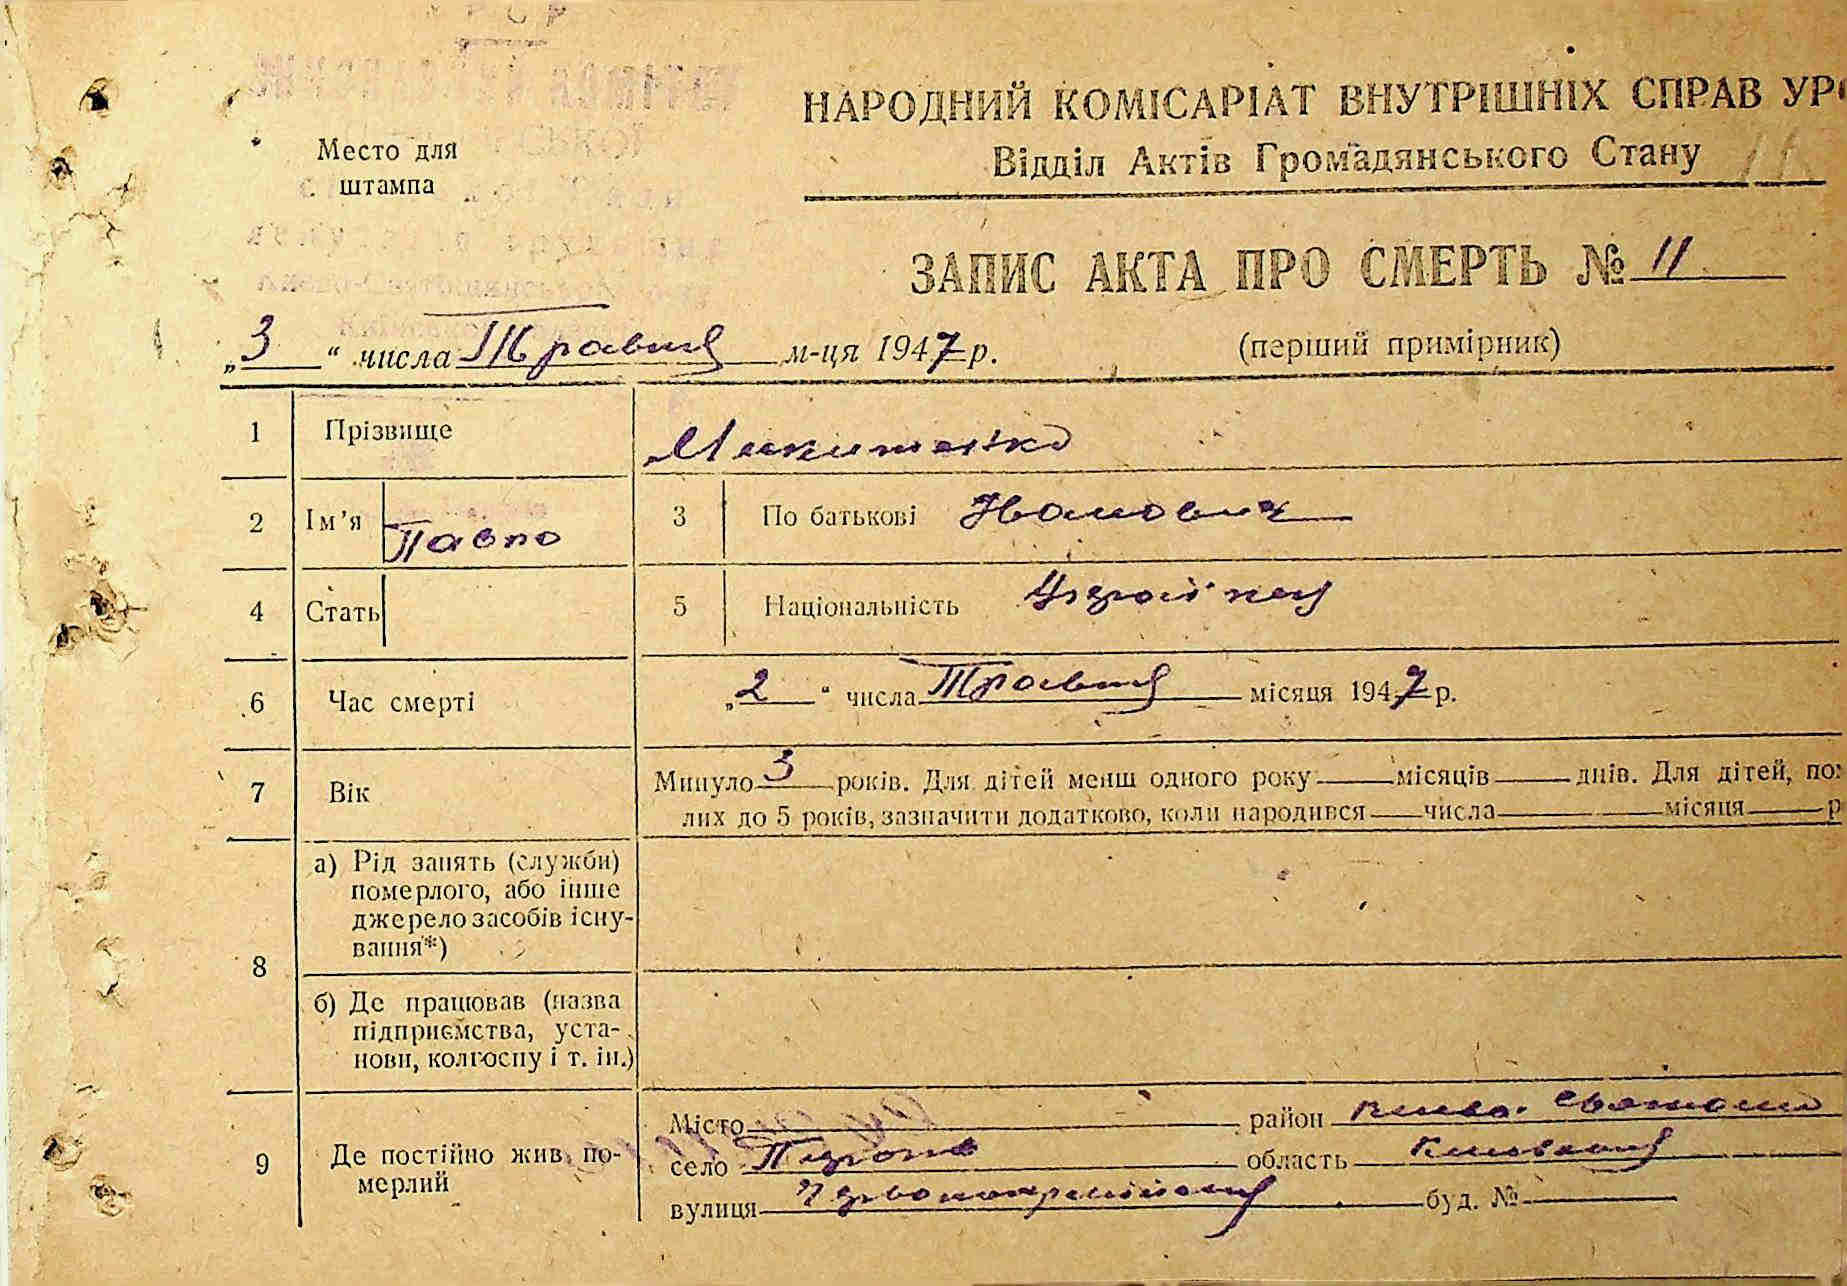 НАРОДНИЙ КОМІСАРІАТ ВНУТРІШНІХ СПРАВ УР
Відділ Актів Громадянського Стану 11
Место для
штампа
ЗАПИС АКТА ПРО СМЕРТЬ № 11
„3“ числа Травня м-ця 1947 р. (перший примірник)
1 Прізвище Микитенко
2 Ім’я Павло 3 По батькові Іванович
4 Стать 5 Національність
6 Час смерті „2“ числа Травня місяця 1947 р.
7 Вік Минуло 3 років. Для дітей менш одного року місяців днів. Для дітей, по
лих до 5 років, зазначити додатково, коли народився числа місяця р
8 а) Рід занять (служби)
померлого, або інше
джерело засобів існу-
вання*)
б) Де працював (назва
підприємства, уста-
нови, колгоспу і т. ін.)
9 Де постійно жив по-
мерлий
Місто район Києво-Святошин
село область Київська
вулиця Червоноармійська буд. №